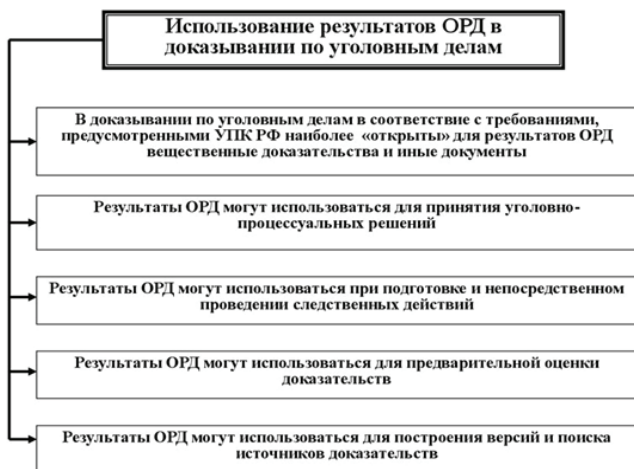 Использование результатов ОРД в
доказывании по уголовным делам
В доказывании по уголовным делам в соответствие с требованиями,
предусмотренными УПК РФ наиболее «открыты» для результатов ОРД
вещественные доказательства и иные документы
Результаты ОРД могут использоваться для принятия уголовно-
процессуальных решений
Результаты ОРД могут использоваться при подготовке и непосредственном
проведении следственных действий
Результаты ОРД могут использоваться для предварительной оценки
доказательств
Результаты ОРД могут использоваться для построения версий и поиска
источников доказательств